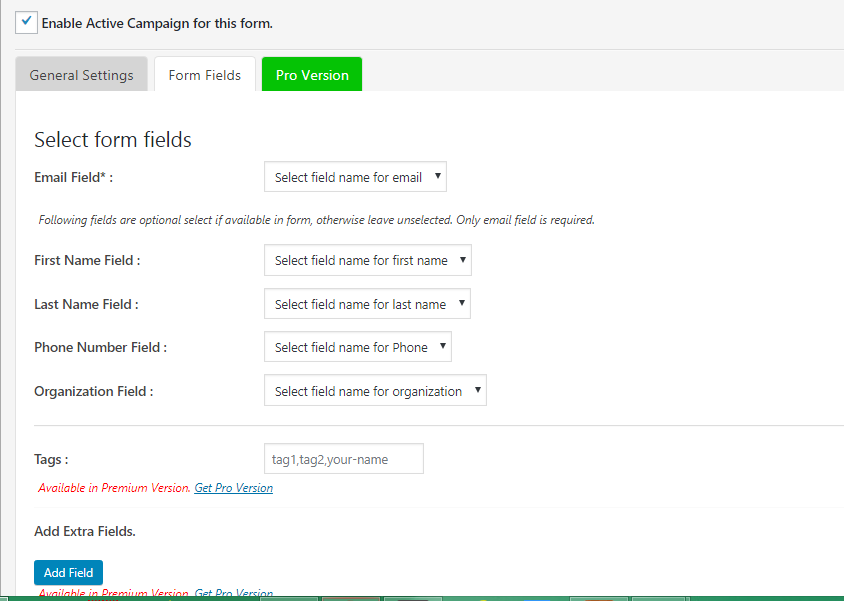 Enable Active Campaign for this form.
General Settings Form Fields Pro Version
Select form fields
Email Field* : Select field name for email
Following fields are optional select if available in form, otherwise leave unselected. Only email field is required.
First Name Field : Select field name for first name
Last Name Field : Select field name for last name
Phone Number Field : Select field name for Phone
Organization Field : Select field name for organization
Tags : tag1,tag2,your-name
Available in Premium Version. Get Pro Version
Add Extra Fields.
Add Field
Available in Premium Version. Get Pro Version